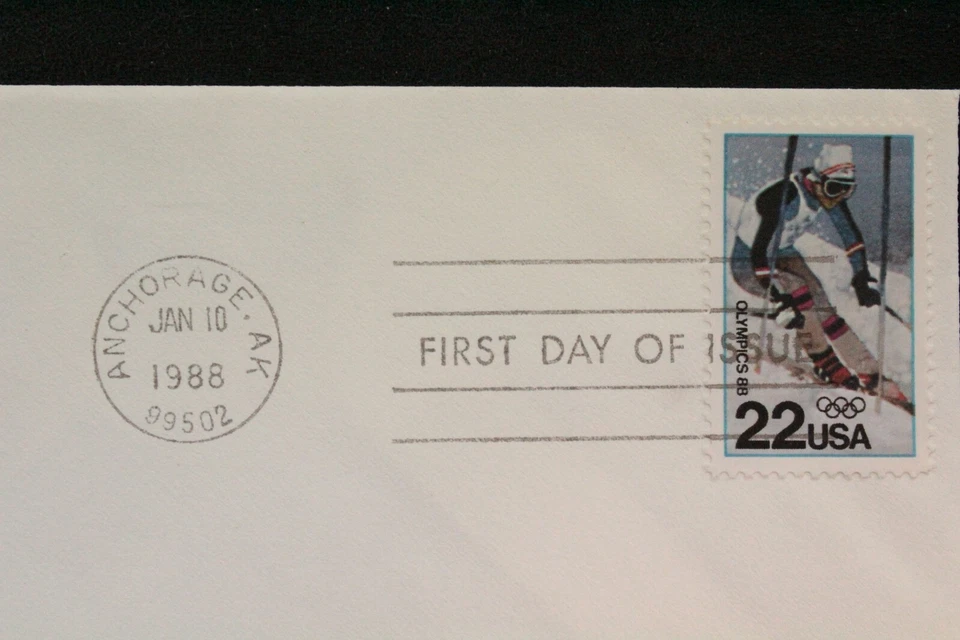 ANCHORAGE, AK
JAN 10
1988
99502
FIRST DAY OF ISSUE
OLYMPICS 88
22USA